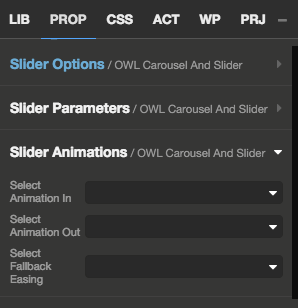 LIB PROP CSS ACT WP PRJ
Slider Options / OWL Carousel And Slider
Slider Parameters / OWL Carousel And Slider
Slider Animations / OWL Carousel And Slider
Select
Animation In
Select
Animation Out
Select
Fallback
Easing